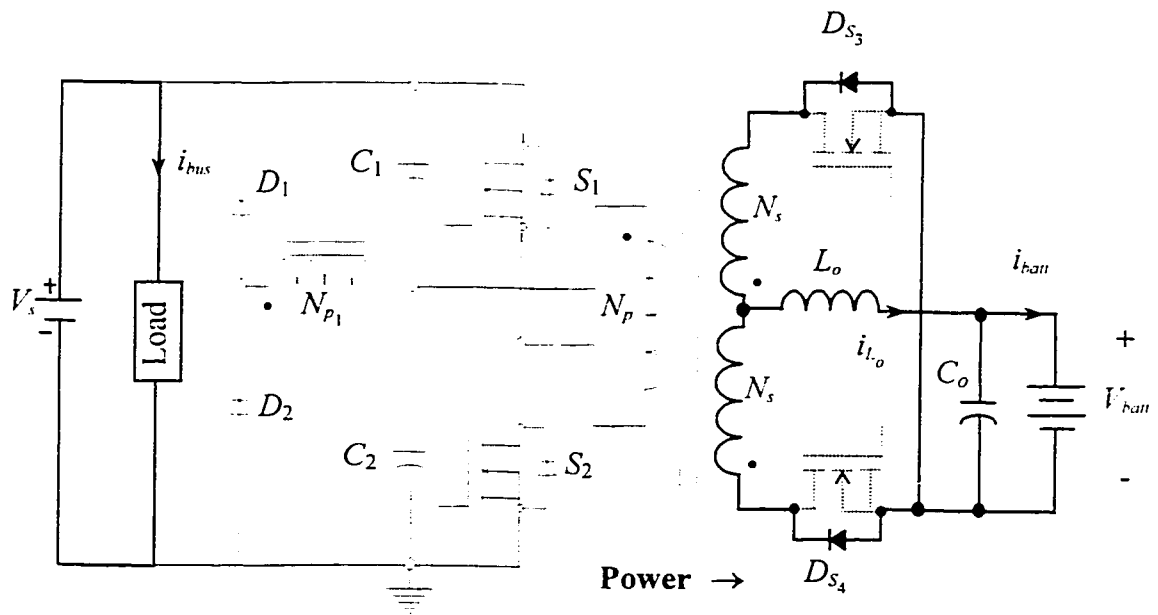 D_{S_3}
i_{bus}
C_1
D_1
S_1
N_s
V_s
+
-
Load
N_{p_1}
N_p
L_o
i_{batt}
i_{L_o}
C_o
+
V_{batt}
-
D_2
N_s
C_2
S_2
Power →
D_{S_4}